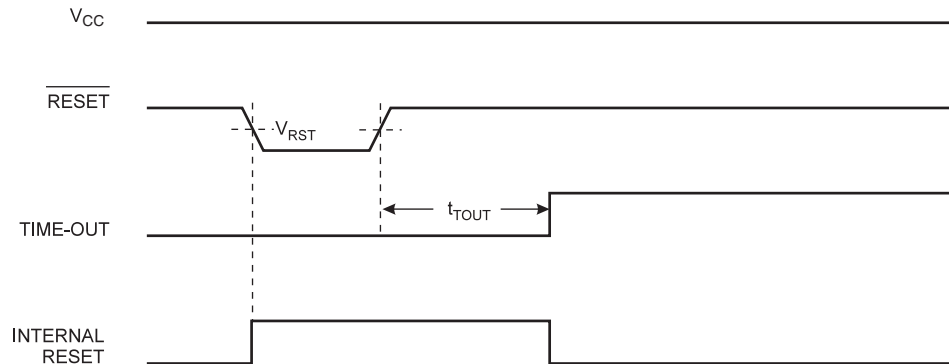 VCC
RESET
VRST
tTOUT
TIME-OUT
INTERNAL
RESET